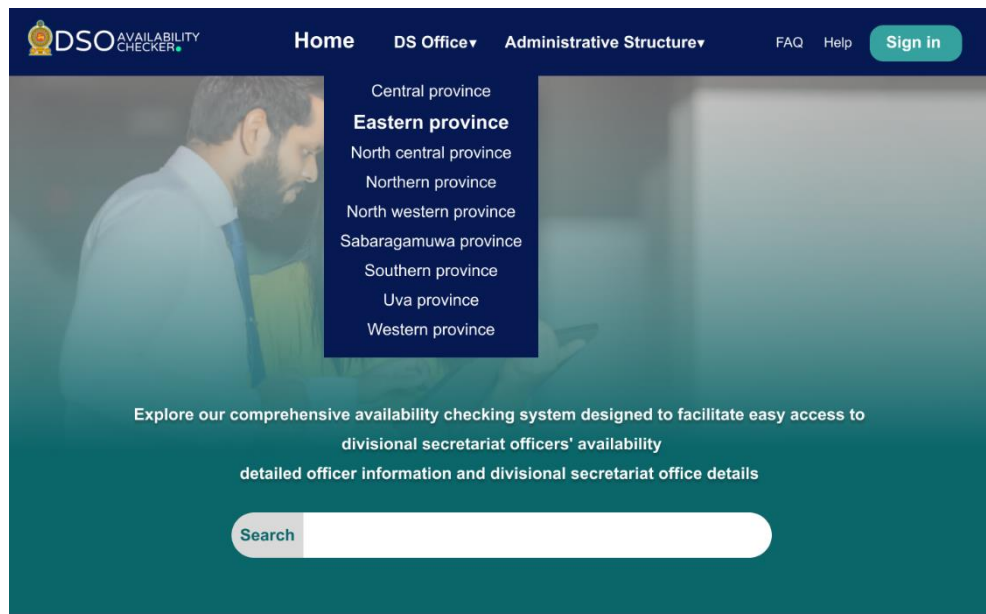 DSO AVAILABILITY CHECKER
Home
DS Office▾
Administrative Structure▾
FAQ
Help
Sign in
Central province
Eastern province
North central province
Northern province
North western province
Sabaragamuwa province
Southern province
Uva province
Western province
Explore our comprehensive availability checking system designed to facilitate easy access to
divisional secretariat officers' availability
detailed officer information and divisional secretariat office details
Search